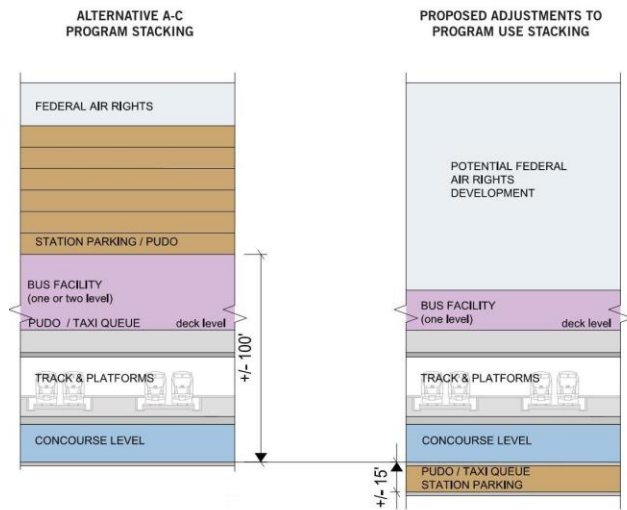 ALTERNATIVE A-C
PROGRAM STACKING
FEDERAL AIR RIGHTS
STATION PARKING / PUDO
BUS FACILITY
(one or two level)
PUDO / TAXI QUEUE
deck level
TRACK & PLATFORMS
CONCOURSE LEVEL
+/- 100'
PROPOSED ADJUSTMENTS TO
PROGRAM USE STACKING
POTENTIAL FEDERAL
AIR RIGHTS
DEVELOPMENT
BUS FACILITY
(one level)
deck level
TRACK & PLATFORMS
CONCOURSE LEVEL
PUDO / TAXI QUEUE
STATION PARKING
+/- 15'